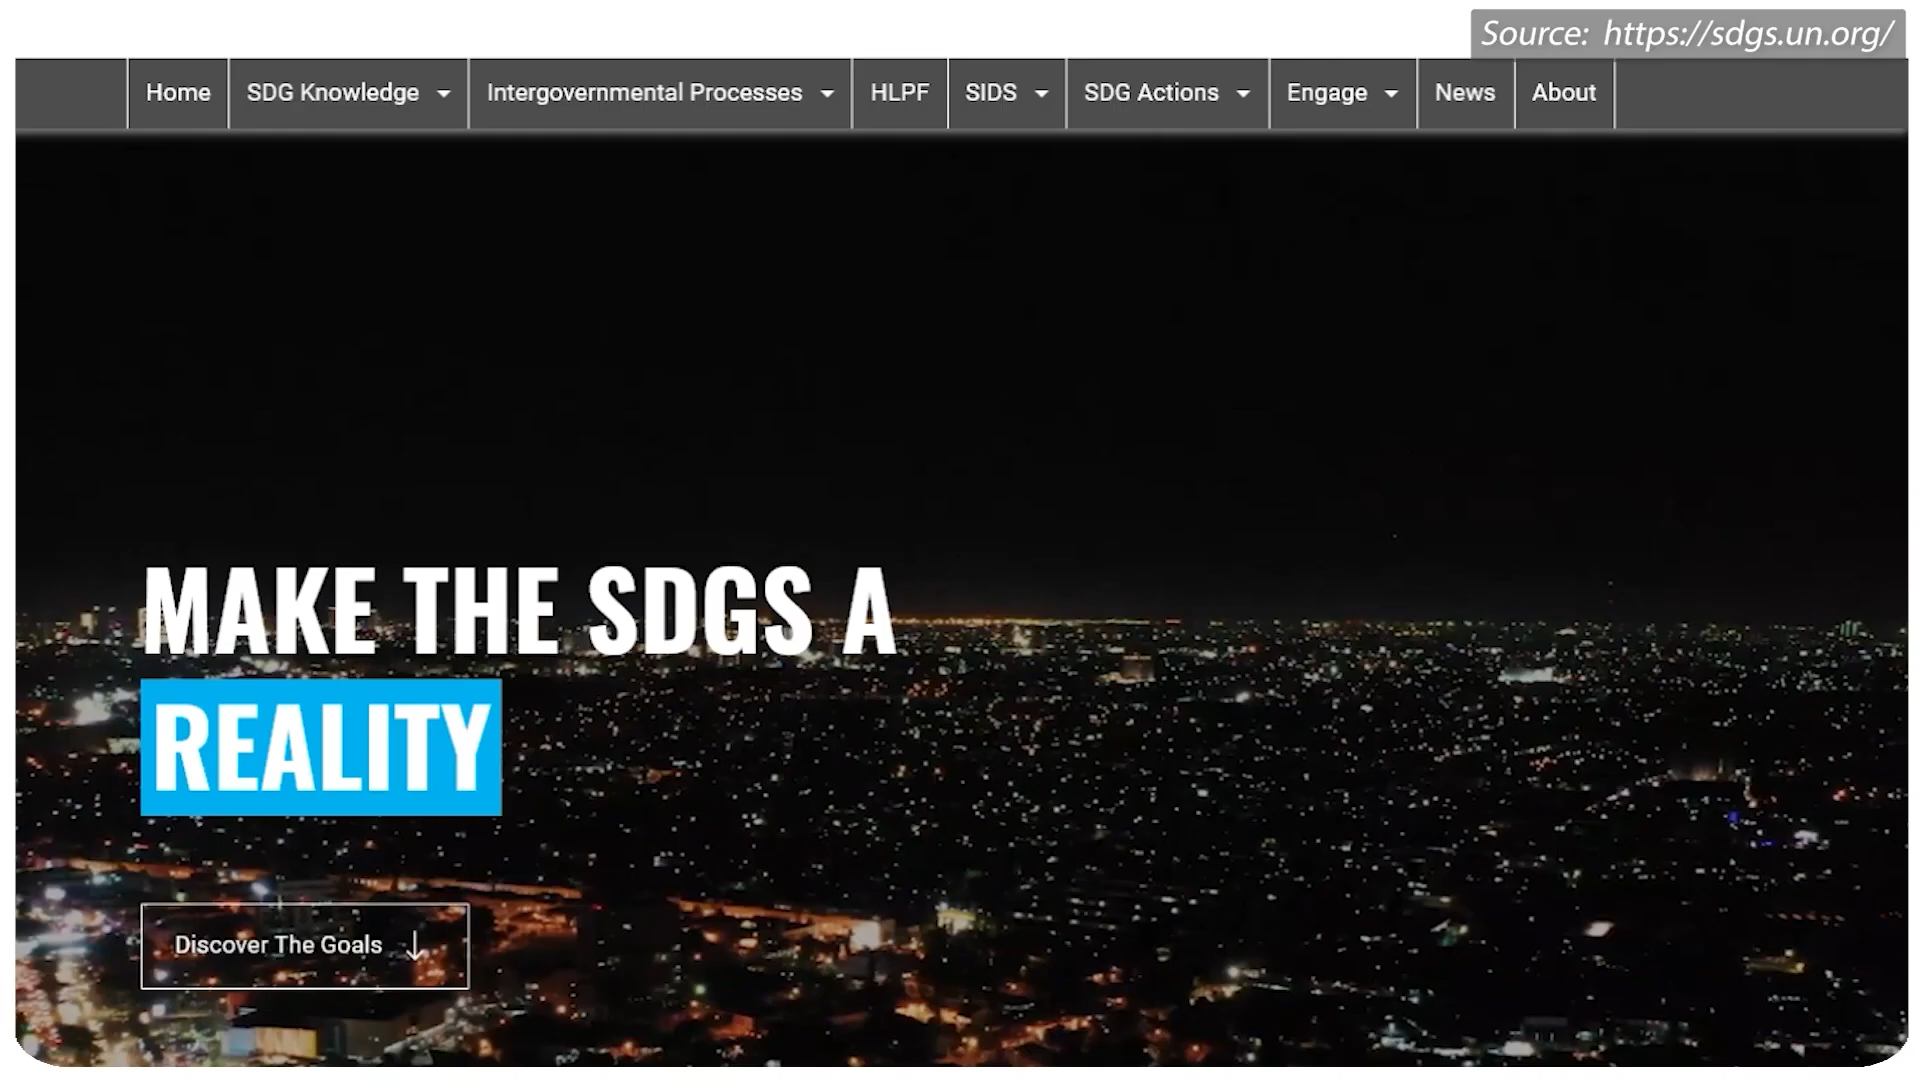 Source: https://sdgs.un.org/
Home SDG Knowledge Intergovernmental Processes HLPF SIDS SDG Actions Engage News About
MAKE THE SDGS A
REALITY
Discover The Goals